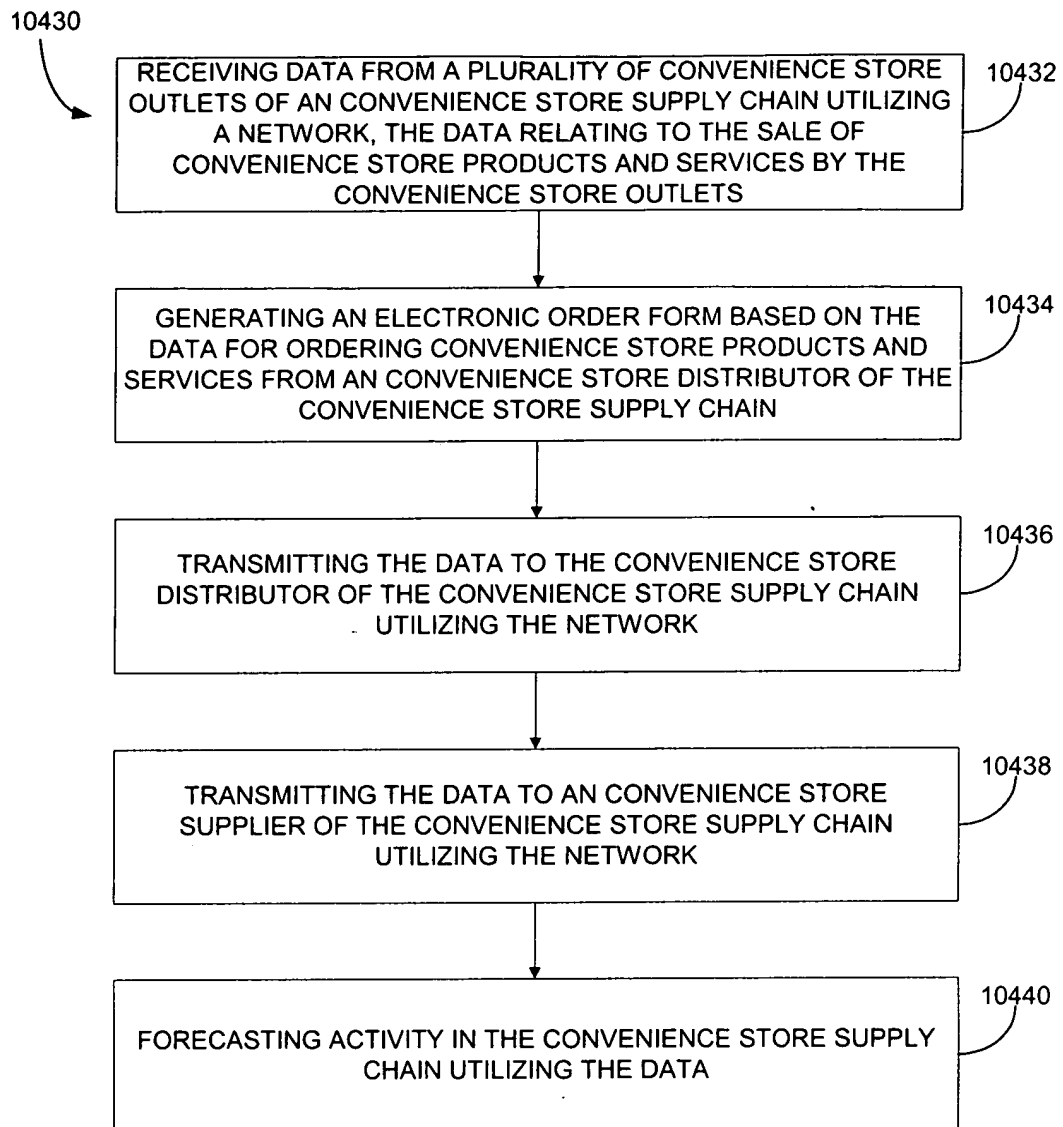 10430
RECEIVING DATA FROM A PLURALITY OF CONVENIENCE STORE
OUTLETS OF AN CONVENIENCE STORE SUPPLY CHAIN UTILIZING
A NETWORK, THE DATA RELATING TO THE SALE OF
CONVENIENCE STORE PRODUCTS AND SERVICES BY THE
CONVENIENCE STORE OUTLETS
10432
GENERATING AN ELECTRONIC ORDER FORM BASED ON THE
DATA FOR ORDERING CONVENIENCE STORE PRODUCTS AND
SERVICES FROM AN CONVENIENCE STORE DISTRIBUTOR OF THE
CONVENIENCE STORE SUPPLY CHAIN
10434
TRANSMITTING THE DATA TO THE CONVENIENCE STORE
DISTRIBUTOR OF THE CONVENIENCE STORE SUPPLY CHAIN
UTILIZING THE NETWORK
10436
TRANSMITTING THE DATA TO AN CONVENIENCE STORE
SUPPLIER OF THE CONVENIENCE STORE SUPPLY CHAIN
UTILIZING THE NETWORK
10438
FORECASTING ACTIVITY IN THE CONVENIENCE STORE SUPPLY
CHAIN UTILIZING THE DATA
10440